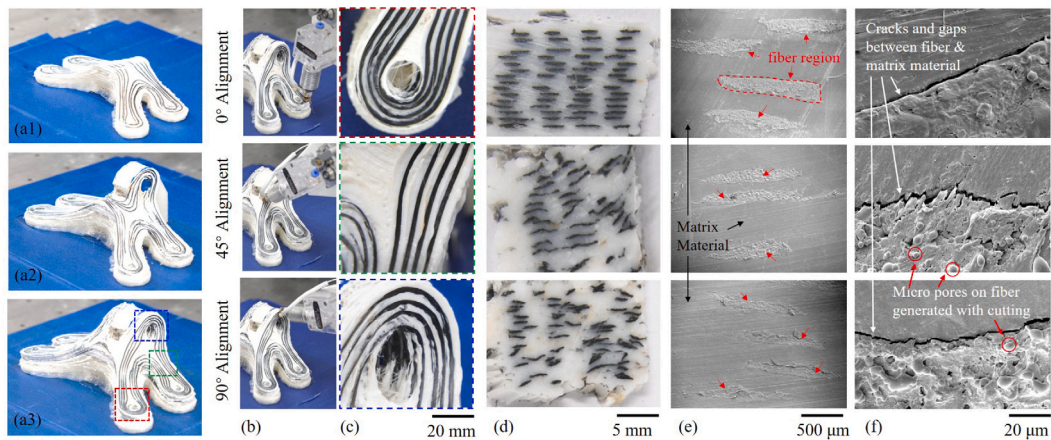 0° Alignment
45° Alignment
90° Alignment
(a1)
(a2)
(a3)
(b)
(c)
20 mm
(d)
5 mm
fiber region
Matrix
Material
(e)
500 μm
Cracks and gaps
between fiber &
matrix material
Micro pores on fiber
generated with cutting
(f)
20 μm